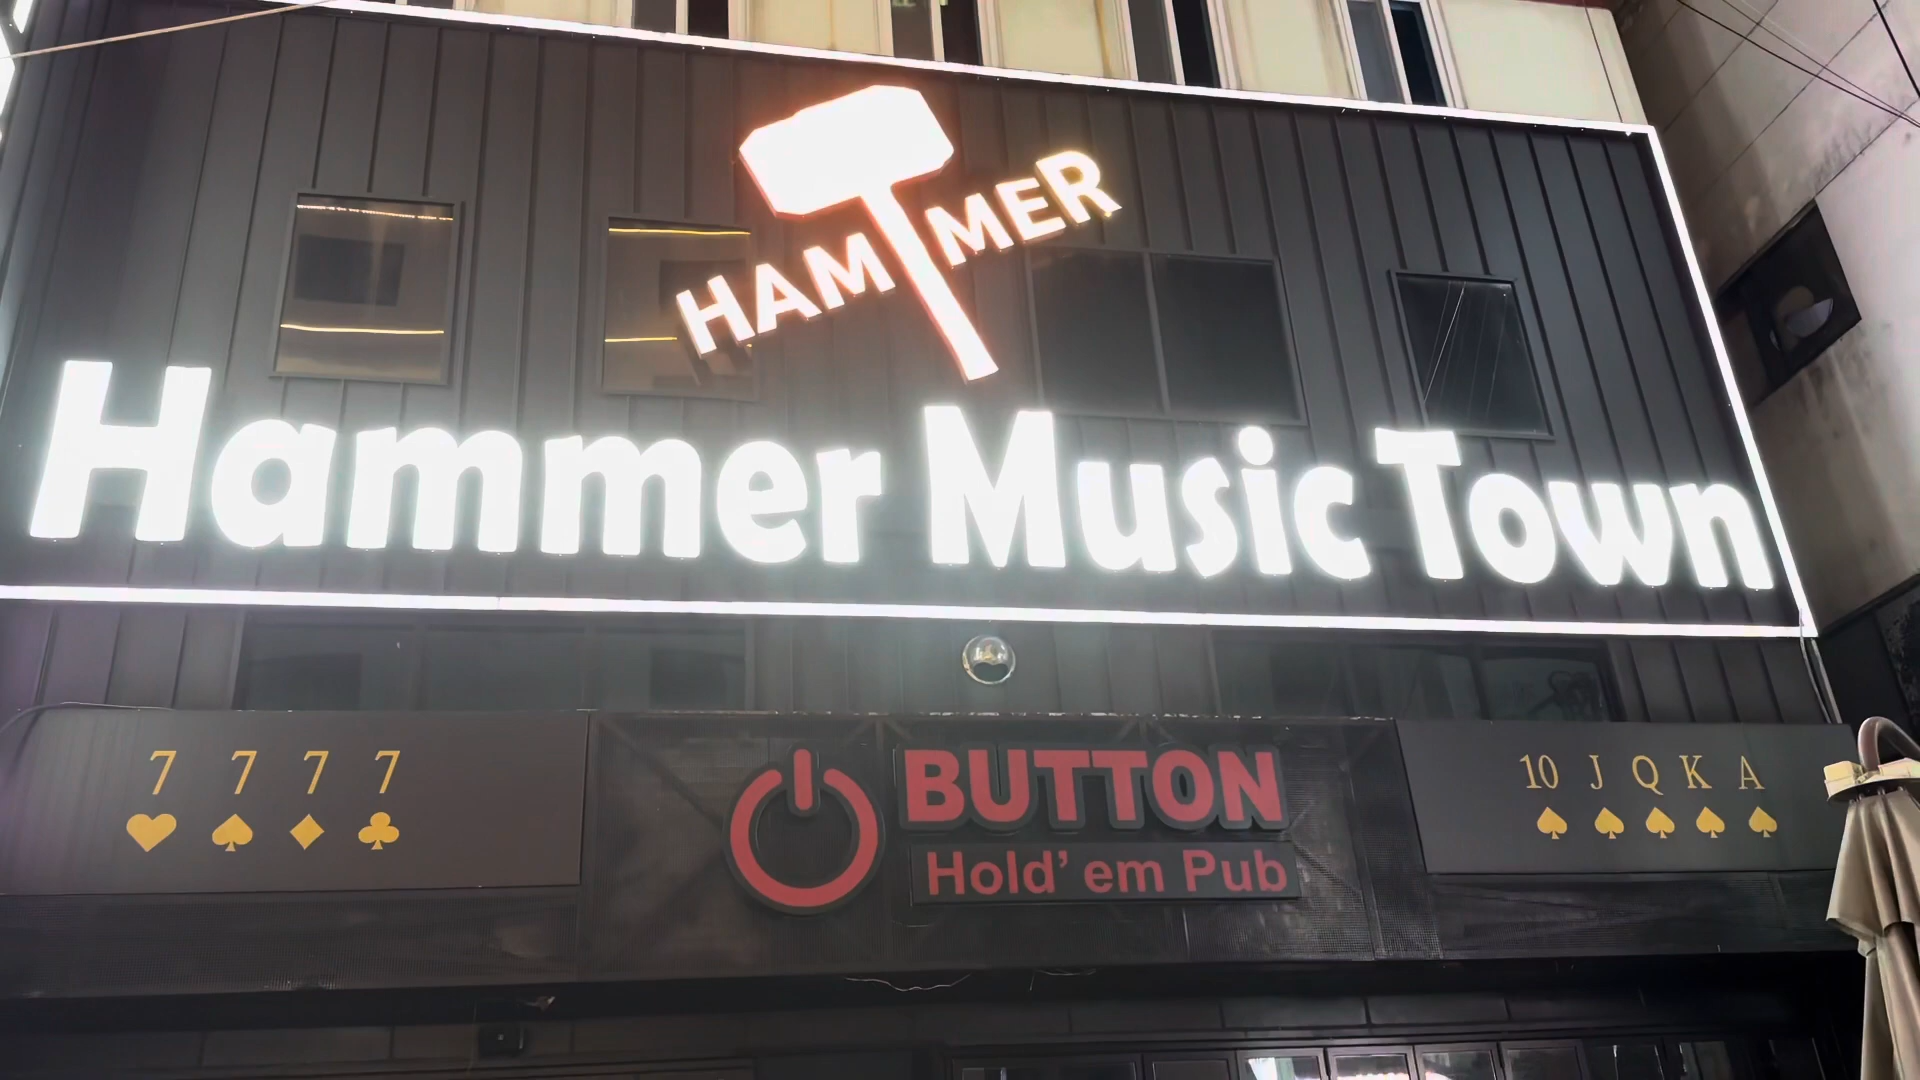 HAMMER
Hammer Music Town
7 7 7 7
BUTTON
Hold' em Pub
10 J Q K A